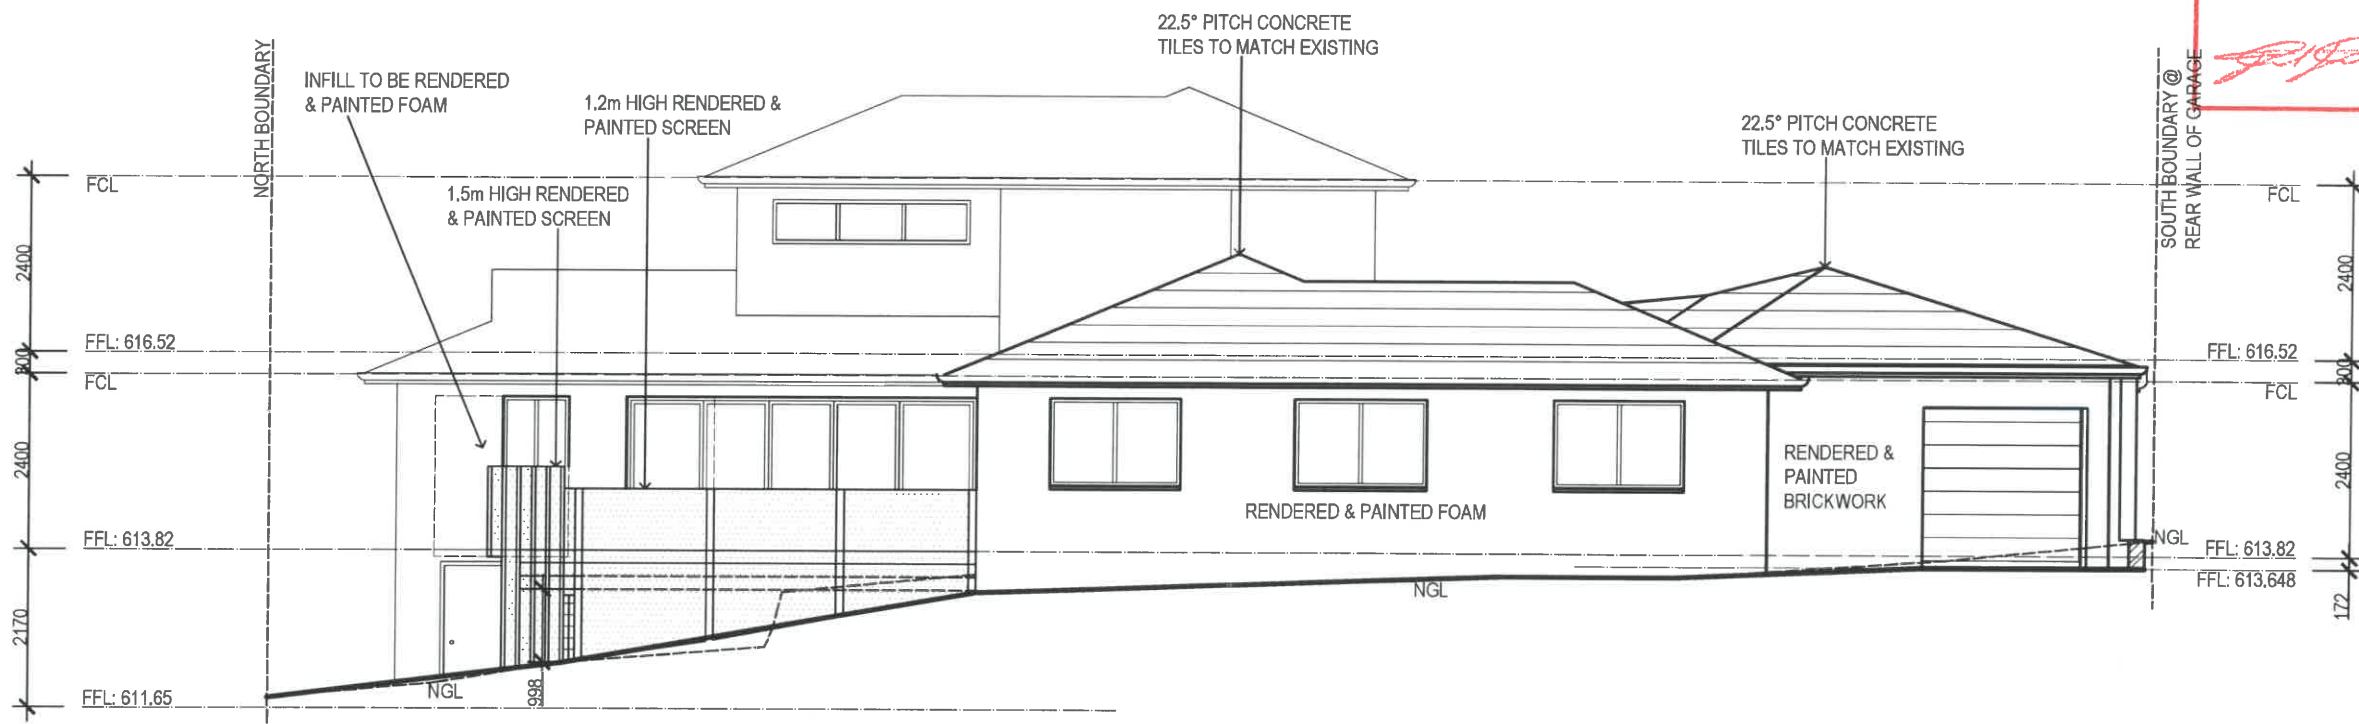 22.5° PITCH CONCRETE
TILES TO MATCH EXISTING
NORTH BOUNDARY
INFILL TO BE RENDERED
& PAINTED FOAM
1.2m HIGH RENDERED &
PAINTED SCREEN
1.5m HIGH RENDERED
& PAINTED SCREEN
22.5° PITCH CONCRETE
TILES TO MATCH EXISTING
SOUTH BOUNDARY @
REAR WALL OF GARAGE
FCL
FCL
2400
2400
FFL: 616.52
FFL: 616.52
300
300
FCL
FCL
2400
2400
RENDERED &
PAINTED
BRICKWORK
RENDERED & PAINTED FOAM
FFL: 613.82
NGL
FFL: 613.82
FFL: 613.648
NGL
2170
172
998
NGL
FFL: 611.65